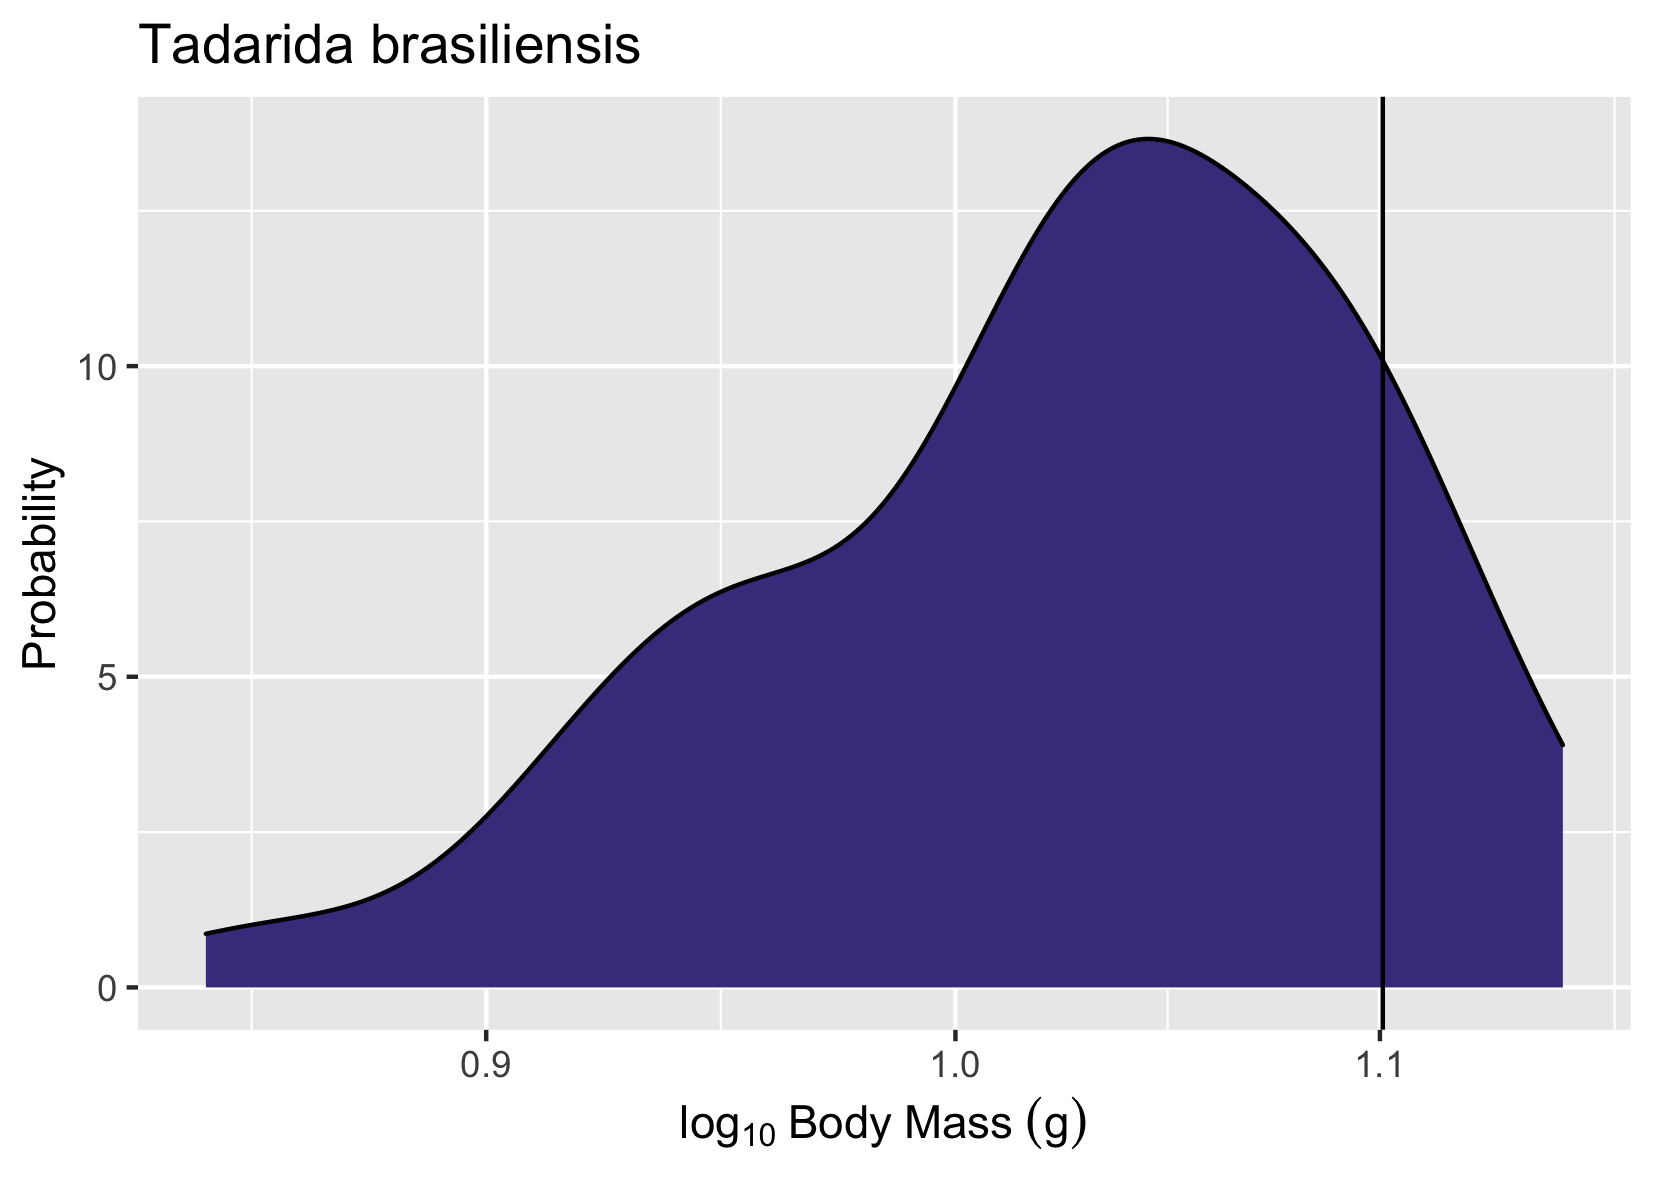 Tadarida brasiliensis
Probability
10
5
0
0.9 1.0 1.1
log₁₀ Body Mass (g)